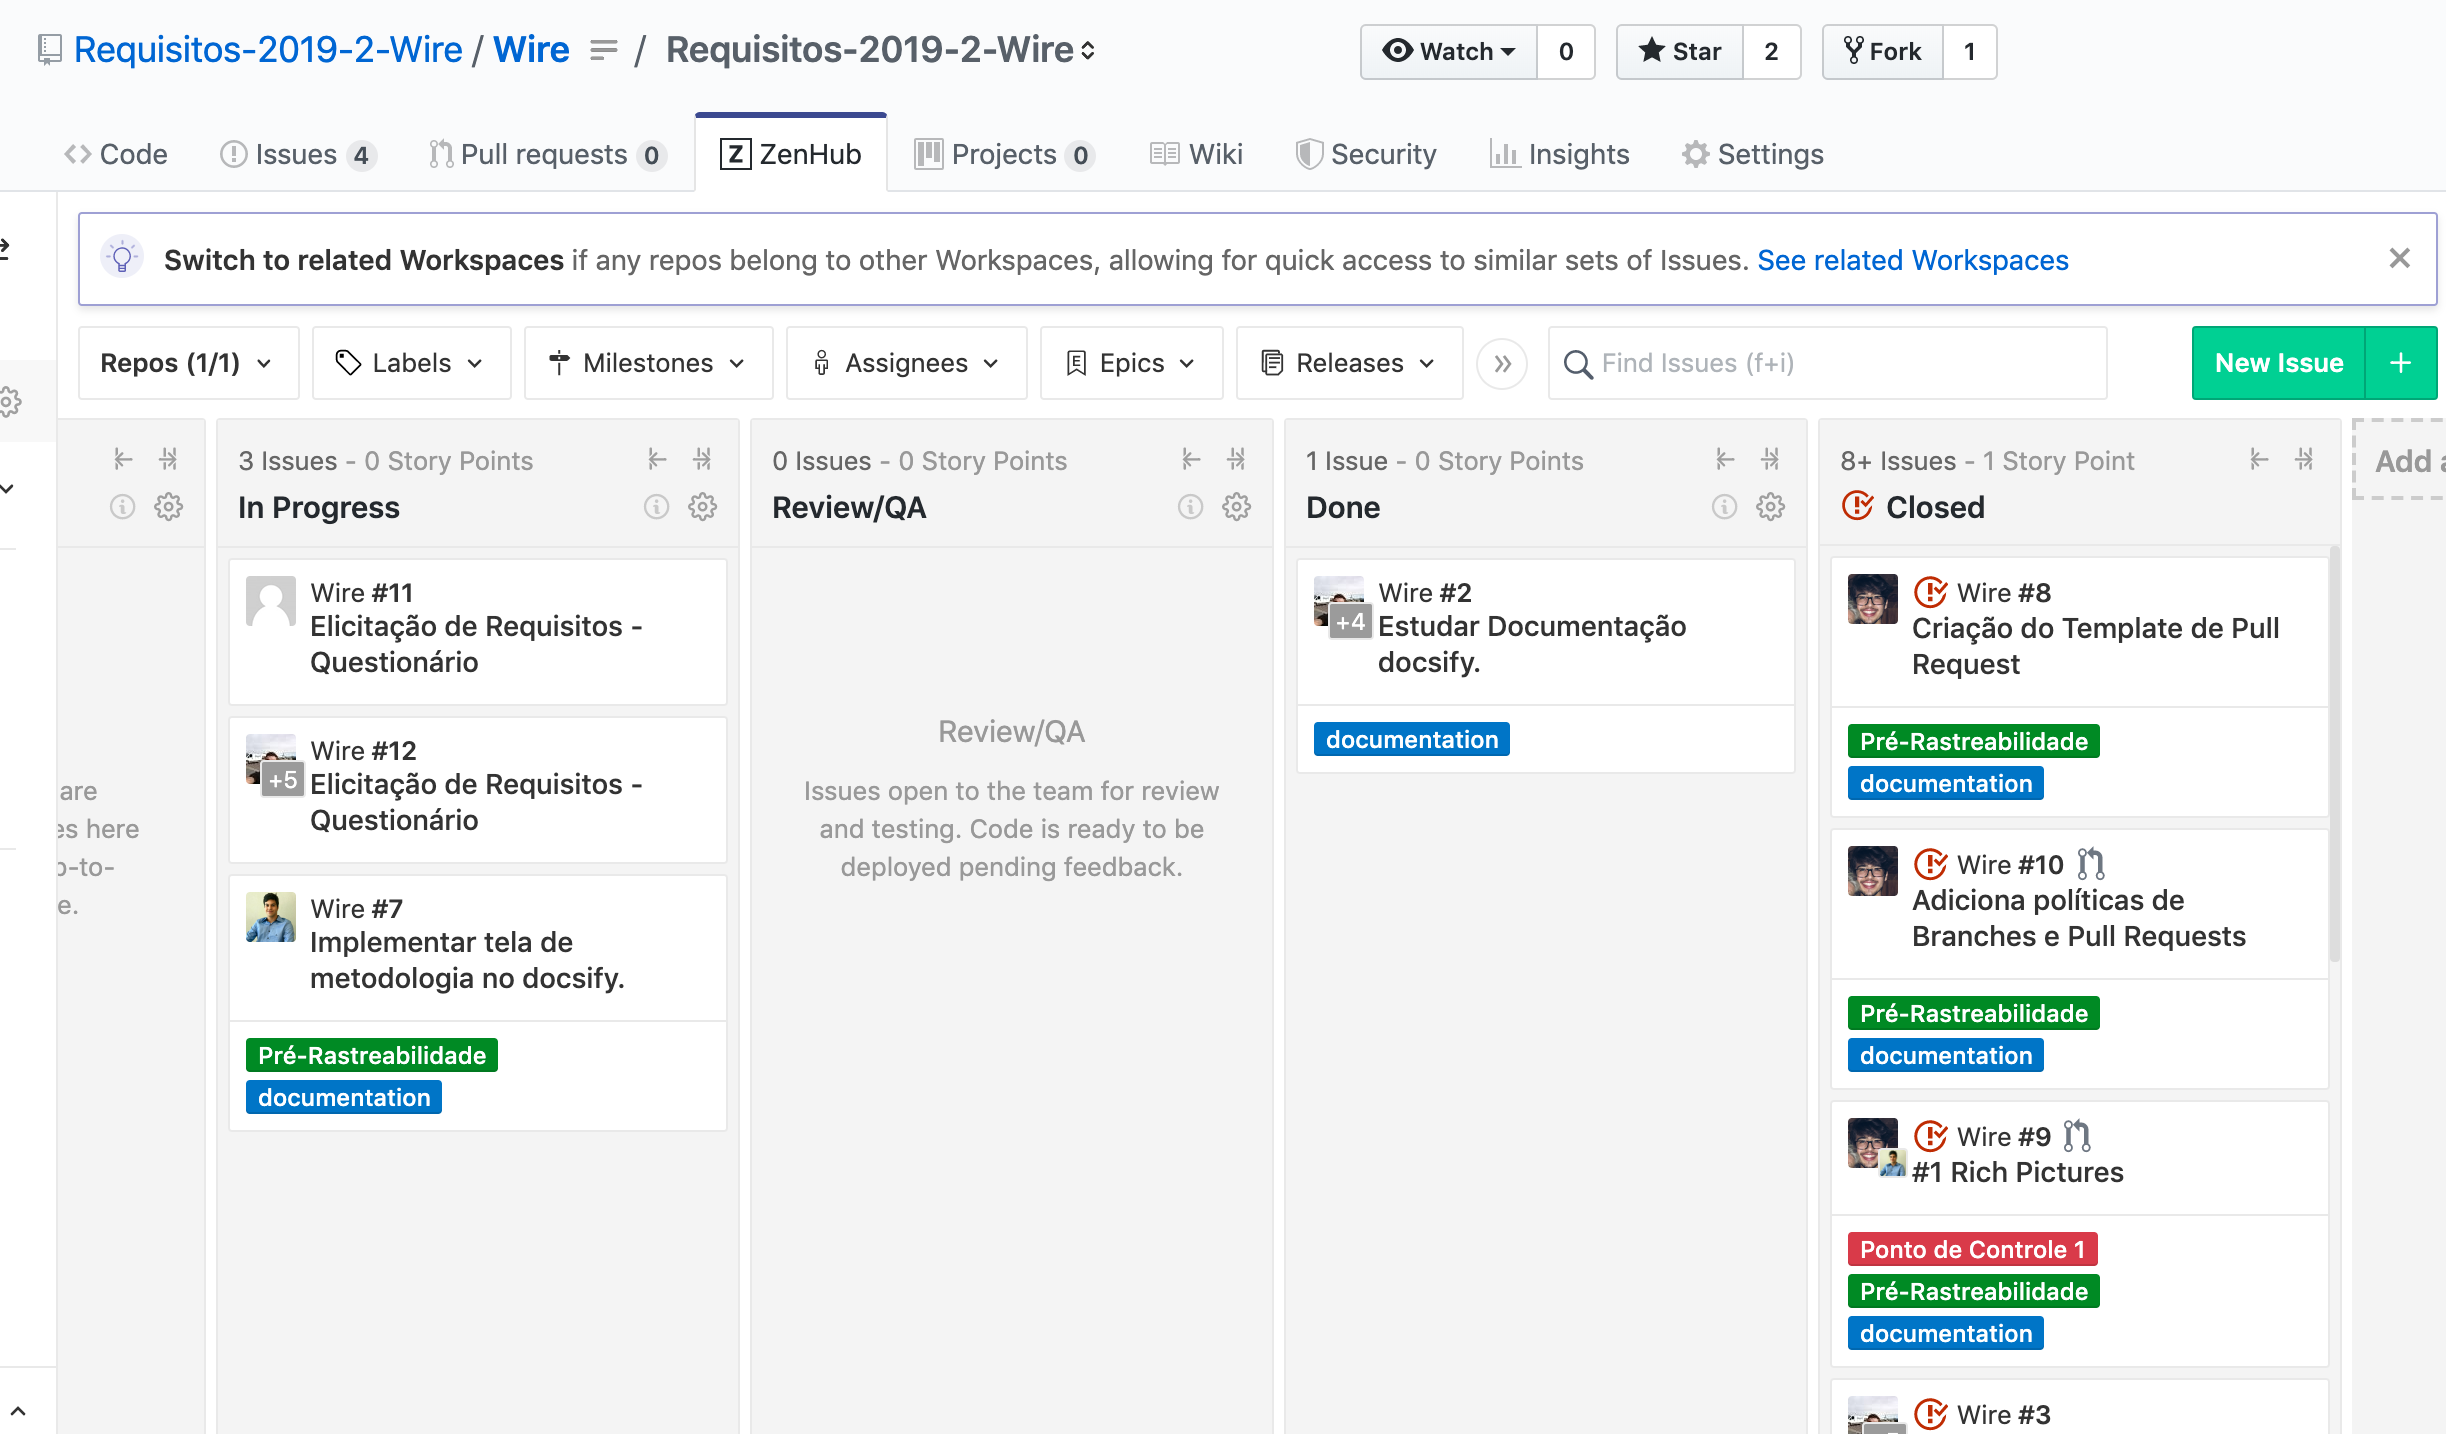 Requisitos-2019-2-Wire / Wire / Requisitos-2019-2-Wire
Watch 0 Star 2 Fork 1
Code Issues 4 Pull requests 0 ZenHub Projects 0 Wiki Security Insights Settings
Switch to related Workspaces if any repos belong to other Workspaces, allowing for quick access to similar sets of Issues. See related Workspaces
Repos (1/1) Labels Milestones Assignees Epics Releases Find Issues (f+i) New Issue +
are
es here
e.
3 Issues - 0 Story Points
In Progress
Wire #11
Elicitação de Requisitos -
Questionário
Wire #12
+5
Elicitação de Requisitos -
Questionário
Wire #7
Implementar tela de
metodologia no docsify.
Pré-Rastreabilidade
documentation
0 Issues - 0 Story Points
Review/QA
Review/QA
Issues open to the team for review
and testing. Code is ready to be
deployed pending feedback.
1 Issue - 0 Story Points
Done
Wire #2
+4
Estudar Documentação
docsify.
documentation
8+ Issues - 1 Story Point
Closed
Wire #8
Criação do Template de Pull
Request
Pré-Rastreabilidade
documentation
Wire #10
Adiciona políticas de
Branches e Pull Requests
Pré-Rastreabilidade
documentation
Wire #9
#1 Rich Pictures
Ponto de Controle 1
Pré-Rastreabilidade
documentation
Wire #3
Add